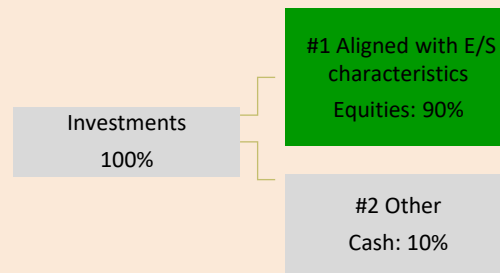 #1 Aligned with E/S
characteristics
Equities: 90%
Investments
100%
#2 Other
Cash: 10%